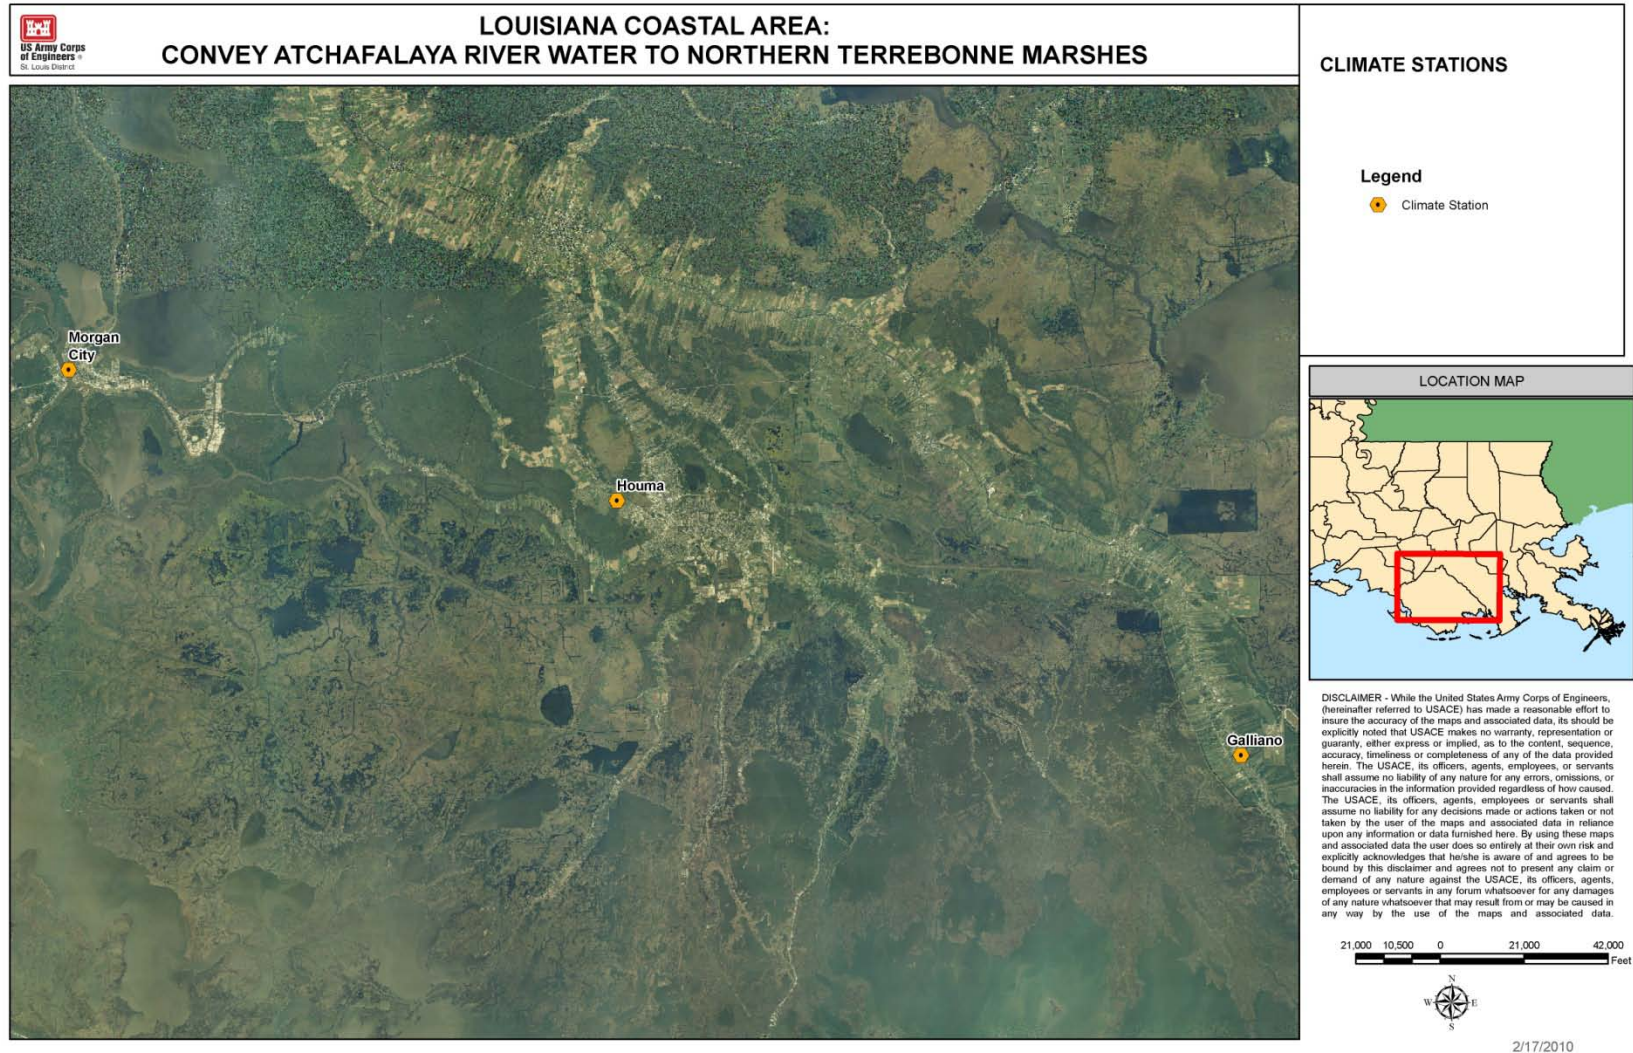 US Army Corps
of Engineers ®
St. Louis District
LOUISIANA COASTAL AREA:
CONVEY ATCHAFALAYA RIVER WATER TO NORTHERN TERREBONNE MARSHES
CLIMATE STATIONS
Legend
Climate Station
Morgan
City
Houma
Galliano
LOCATION MAP
DISCLAIMER - While the United States Army Corps of Engineers,
(hereinafter referred to USACE) has made a reasonable effort to
insure the accuracy of the maps and associated data, its should be
explicitly noted that USACE makes no warranty, representation or
guaranty, either express or implied, as to the content, sequence,
accuracy, timeliness or completeness of any of the data provided
herein. The USACE, its officers, agents, employees, or servants
shall assume no liability of any nature for any errors, omissions, or
inaccuracies in the information provided regardless of how caused.
The USACE, its officers, agents, employees or servants shall
assume no liability for any decisions made or actions taken or not
taken by the user of the maps and associated data in reliance
upon any information or data furnished here. By using these maps
and associated data the user does so entirely at their own risk and
explicitly acknowledges that he/she is aware of and agrees to be
bound by this disclaimer and agrees not to present any claim or
demand of any nature against the USACE, its officers, agents,
employees or servants in any forum whatsoever for any damages
of any nature whatsoever that may result from or may be caused in
any way by the use of the maps and associated data.
21,000 10,500 0 21,000 42,000
Feet
N
W E
S
2/17/2010